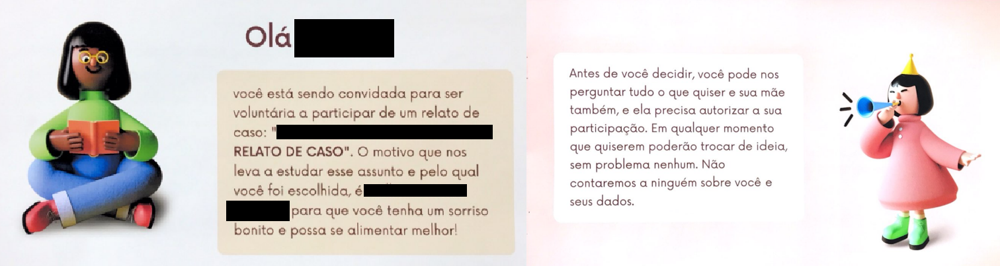 Olá
você está sendo convidada para ser
voluntária a participar de um relato de
caso: "
RELATO DE CASO". O motivo que nos
leva a estudar esse assunto e pelo qual
você foi escolhida, é
para que você tenha um sorriso
bonito e possa se alimentar melhor!
Antes de você decidir, você pode nos
perguntar tudo o que quiser e sua mãe
também, e ela precisa autorizar a sua
participação. Em qualquer momento
que quiserem poderão trocar de ideia,
sem problema nenhum. Não
contaremos a ninguém sobre você e
seus dados.